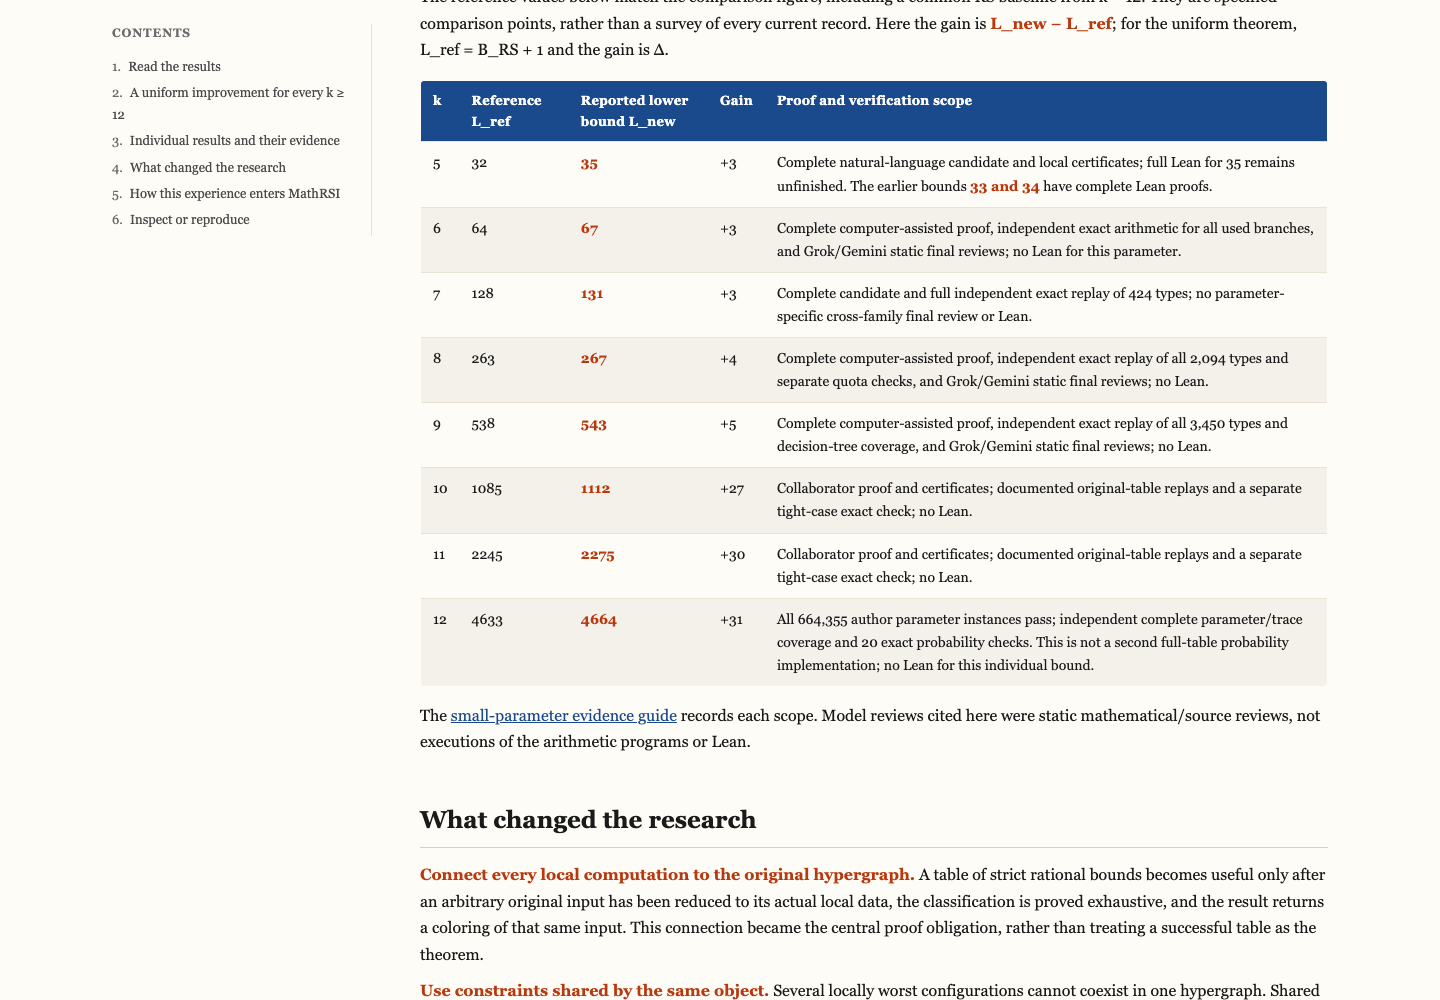 CONTENTS
1. Read the results
2. A uniform improvement for every k ≥
12
3. Individual results and their evidence
4. What changed the research
5. How this experience enters MathRSI
6. Inspect or reproduce
comparison points, rather than a survey of every current record. Here the gain is L_new − L_ref; for the uniform theorem,
L_ref = B_RS + 1 and the gain is Δ.
k Reference L_ref Reported lower bound L_new Gain Proof and verification scope
5 32 35 +3 Complete natural-language candidate and local certificates; full Lean for 35 remains
unfinished. The earlier bounds 33 and 34 have complete Lean proofs.
6 64 67 +3 Complete computer-assisted proof, independent exact arithmetic for all used branches,
and Grok/Gemini static final reviews; no Lean for this parameter.
7 128 131 +3 Complete candidate and full independent exact replay of 424 types; no parameter-
specific cross-family final review or Lean.
8 263 267 +4 Complete computer-assisted proof, independent exact replay of all 2,094 types and
separate quota checks, and Grok/Gemini static final reviews; no Lean.
9 538 543 +5 Complete computer-assisted proof, independent exact replay of all 3,450 types and
decision-tree coverage, and Grok/Gemini static final reviews; no Lean.
10 1085 1112 +27 Collaborator proof and certificates; documented original-table replays and a separate
tight-case exact check; no Lean.
11 2245 2275 +30 Collaborator proof and certificates; documented original-table replays and a separate
tight-case exact check; no Lean.
12 4633 4664 +31 All 664,355 author parameter instances pass; independent complete parameter/trace
coverage and 20 exact probability checks. This is not a second full-table probability
implementation; no Lean for this individual bound.
The small-parameter evidence guide records each scope. Model reviews cited here were static mathematical/source reviews, not
executions of the arithmetic programs or Lean.
What changed the research
Connect every local computation to the original hypergraph. A table of strict rational bounds becomes useful only after
an arbitrary original input has been reduced to its actual local data, the classification is proved exhaustive, and the result returns
a coloring of that same input. This connection became the central proof obligation, rather than treating a successful table as the
theorem.
Use constraints shared by the same object. Several locally worst configurations cannot coexist in one hypergraph. Shared